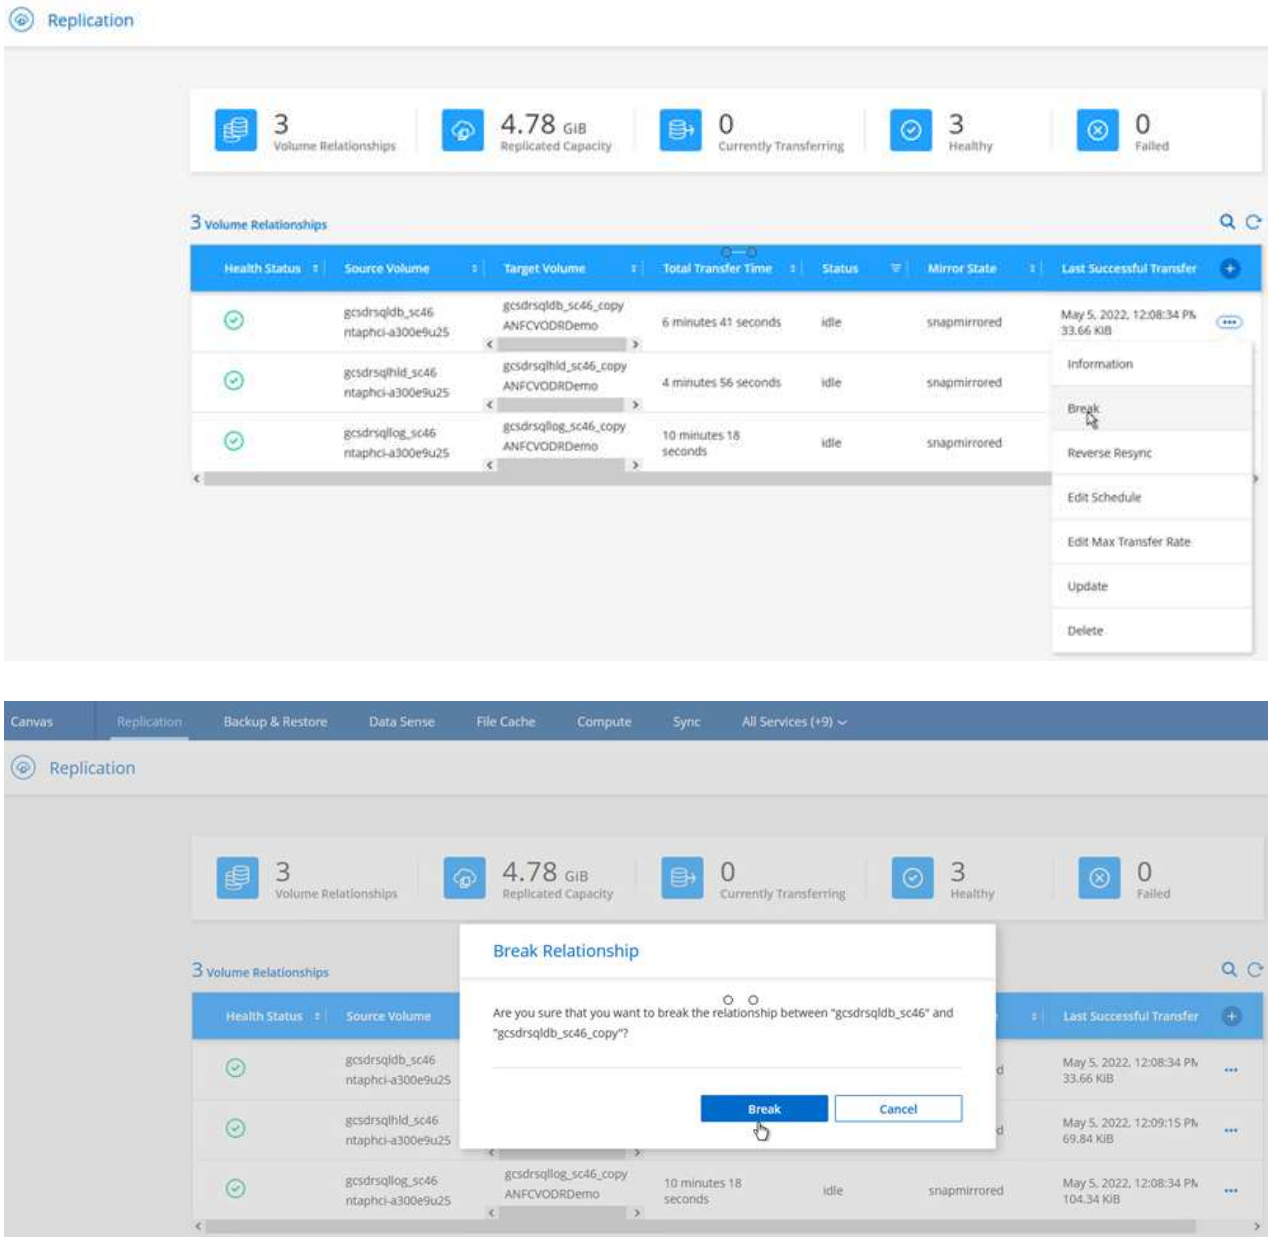 Replication
3 Volume Relationships
4.78 GiB Replicated Capacity
0 Currently Transferring
3 Healthy
0 Failed
3 Volume Relationships
Health Status Source Volume Target Volume Total Transfer Time Status Mirror State Last Successful Transfer
gcsdrsqldb_sc46 gcsdrsqldb_sc46_copy 6 minutes 41 seconds idle snapmirrored May 5, 2022, 12:08:34 PM
ntaphci-a300e9u25 ANFCVODRDemo 33.66 KiB
gcsdrsqlhld_sc46 gcsdrsqlhld_sc46_copy 4 minutes 56 seconds idle snapmirrored
ntaphci-a300e9u25 ANFCVODRDemo
gcsdrsqllog_sc46 gcsdrsqllog_sc46_copy 10 minutes 18 idle snapmirrored
ntaphci-a300e9u25 ANFCVODRDemo seconds
Information
Break
Reverse Resync
Edit Schedule
Edit Max Transfer Rate
Update
Delete
Canvas Replication Backup & Restore Data Sense File Cache Compute Sync All Services (+9)
Replication
3 Volume Relationships
4.78 GiB Replicated Capacity
0 Currently Transferring
3 Healthy
0 Failed
3 Volume Relationships
Health Status Source Volume Last Successful Transfer
gcsdrsqldb_sc46 May 5, 2022, 12:08:34 PM
ntaphci-a300e9u25 33.66 KiB
gcsdrsqlhld_sc46 May 5, 2022, 12:09:15 PM
ntaphci-a300e9u25 69.84 KiB
gcsdrsqllog_sc46 gcsdrsqllog_sc46_copy 10 minutes 18 idle snapmirrored May 5, 2022, 12:08:34 PM
ntaphci-a300e9u25 ANFCVODRDemo seconds 104.34 KiB
Break Relationship
Are you sure that you want to break the relationship between "gcsdrsqldb_sc46" and
"gcsdrsqldb_sc46_copy"?
Break Cancel